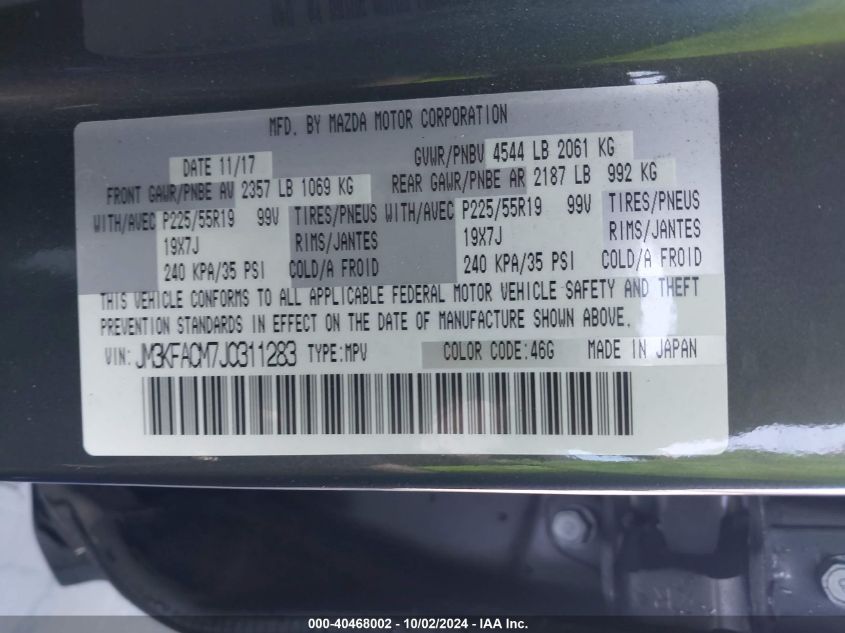 MFD. BY MAZDA MOTOR CORPORATION
DATE 11/17 GVWR/PNBV 4544 LB 2061 KG
FRONT GAWR/PNBE AV 2357 LB 1069 KG REAR GAWR/PNBE AR 2187 LB 992 KG
WITH/AVEC P225/55R19 99V TIRES/PNEUS WITH/AVEC P225/55R19 99V TIRES/PNEUS
19X7J RIMS/JANTES 19X7J RIMS/JANTES
240 KPA/35 PSI COLD/A FROID 240 KPA/35 PSI COLD/A FROID
THIS VEHICLE CONFORMS TO ALL APPLICABLE FEDERAL MOTOR VEHICLE SAFETY AND THEFT
PREVENTION STANDARDS IN EFFECT ON THE DATE OF MANUFACTURE SHOWN ABOVE.
VIN: JM3KFACM7J0311283 TYPE:MPV COLOR CODE:46G MADE IN JAPAN
000-40468002 - 10/02/2024 - IAA Inc.